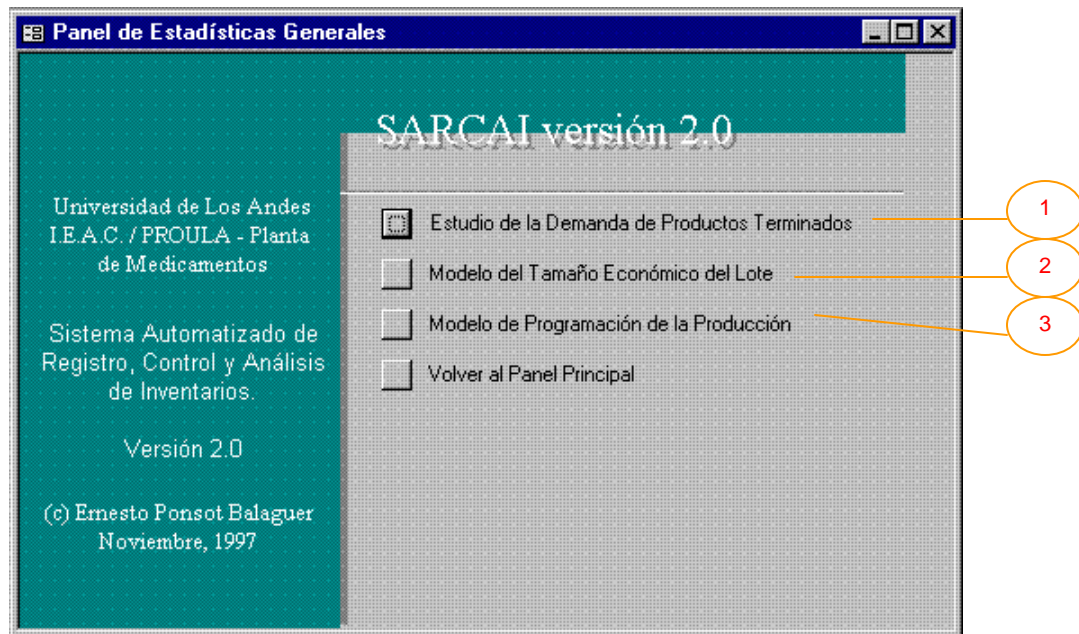 Panel de Estadísticas Generales
SARCAI versión 2.0
Universidad de Los Andes
I.E.A.C. / PROULA - Planta
de Medicamentos
Sistema Automatizado de
Registro, Control y Análisis
de Inventarios.
Versión 2.0
(c) Ernesto Ponsot Balaguer
Noviembre, 1997
Estudio de la Demanda de Productos Terminados
1
Modelo del Tamaño Económico del Lote
2
Modelo de Programación de la Producción
3
Volver al Panel Principal